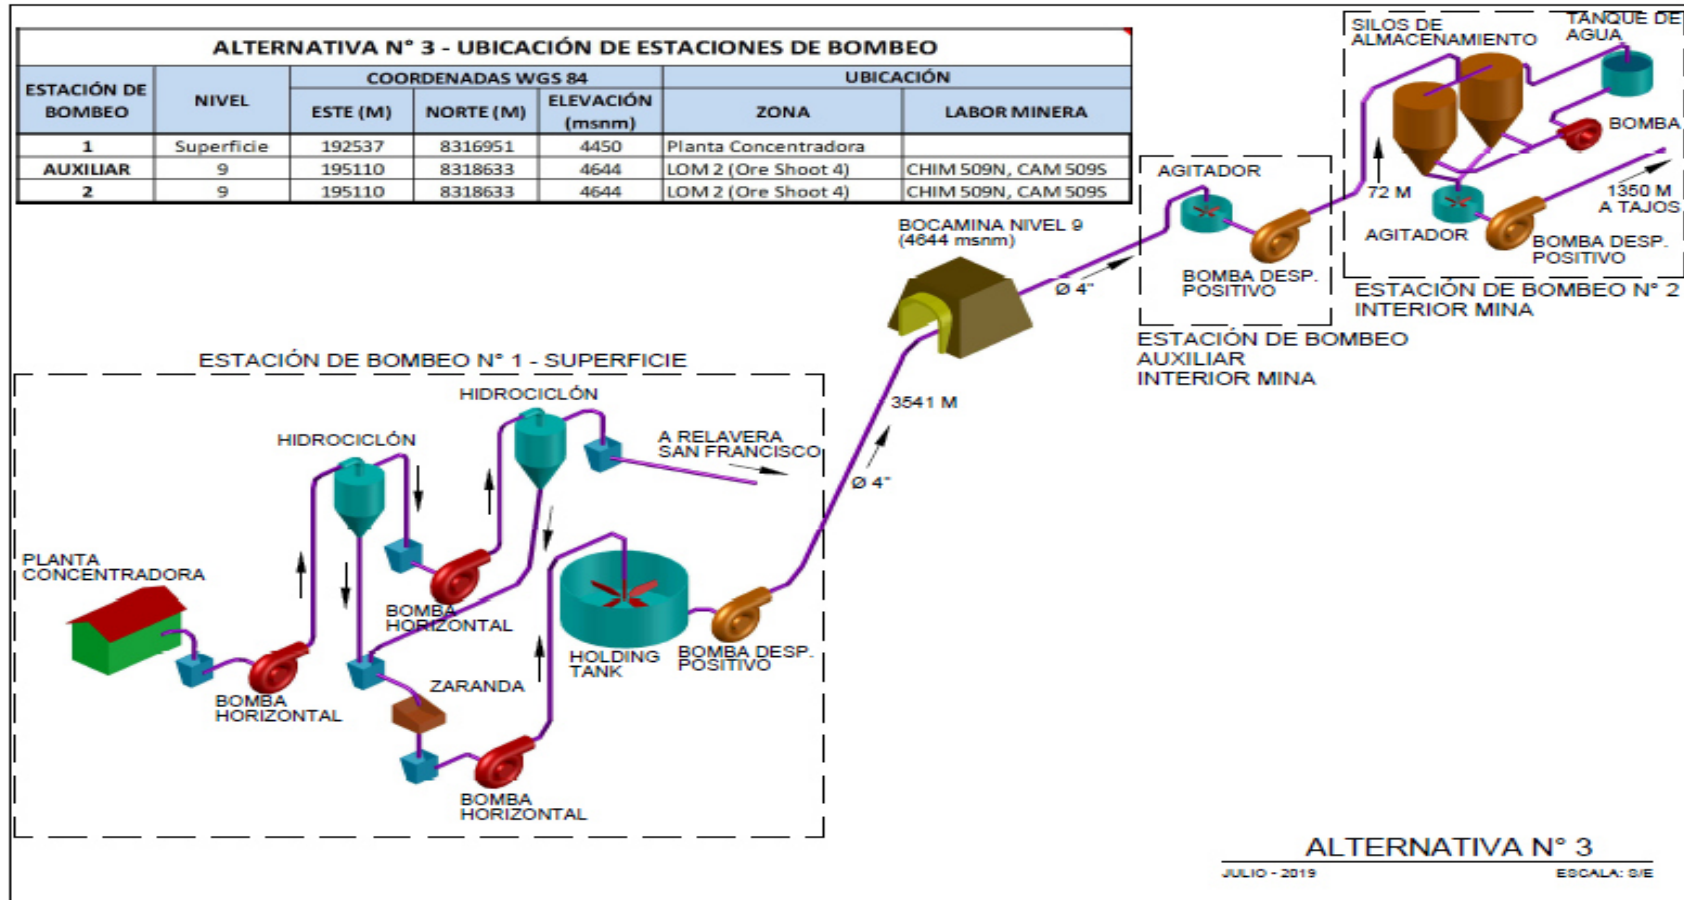 ALTERNATIVA N° 3 - UBICACIÓN DE ESTACIONES DE BOMBEO
ESTACIÓN DE BOMBEO NIVEL COORDENADAS WGS 84 UBICACIÓN
ESTE (M) NORTE (M) ELEVACIÓN (msnm) ZONA LABOR MINERA
1 Superficie 192537 8316951 4450 Planta Concentradora
AUXILIAR 9 195110 8318633 4644 LOM 2 (Ore Shoot 4) CHIM 509N, CAM 509S
2 9 195110 8318633 4644 LOM 2 (Ore Shoot 4) CHIM 509N, CAM 509S
SILOS DE
ALMACENAMIENTO
TANQUE DE
AGUA
BOMBA
72 M
1350 M
A TAJOS
AGITADOR
BOMBA DESP.
POSITIVO
ESTACIÓN DE BOMBEO N° 2
INTERIOR MINA
AGITADOR
BOMBA DESP.
POSITIVO
ESTACIÓN DE BOMBEO
AUXILIAR
INTERIOR MINA
BOCAMINA NIVEL 9
(4644 msnm)
Ø 4"
3541 M
Ø 4"
ESTACIÓN DE BOMBEO N° 1 - SUPERFICIE
HIDROCICLÓN
HIDROCICLÓN
A RELAVERA
SAN FRANCISCO
PLANTA
CONCENTRADORA
BOMBA
HORIZONTAL
BOMBA
HORIZONTAL
HOLDING
TANK
BOMBA DESP.
POSITIVO
ZARANDA
BOMBA
HORIZONTAL
ALTERNATIVA N° 3
JULIO - 2019 ESCALA: S/E